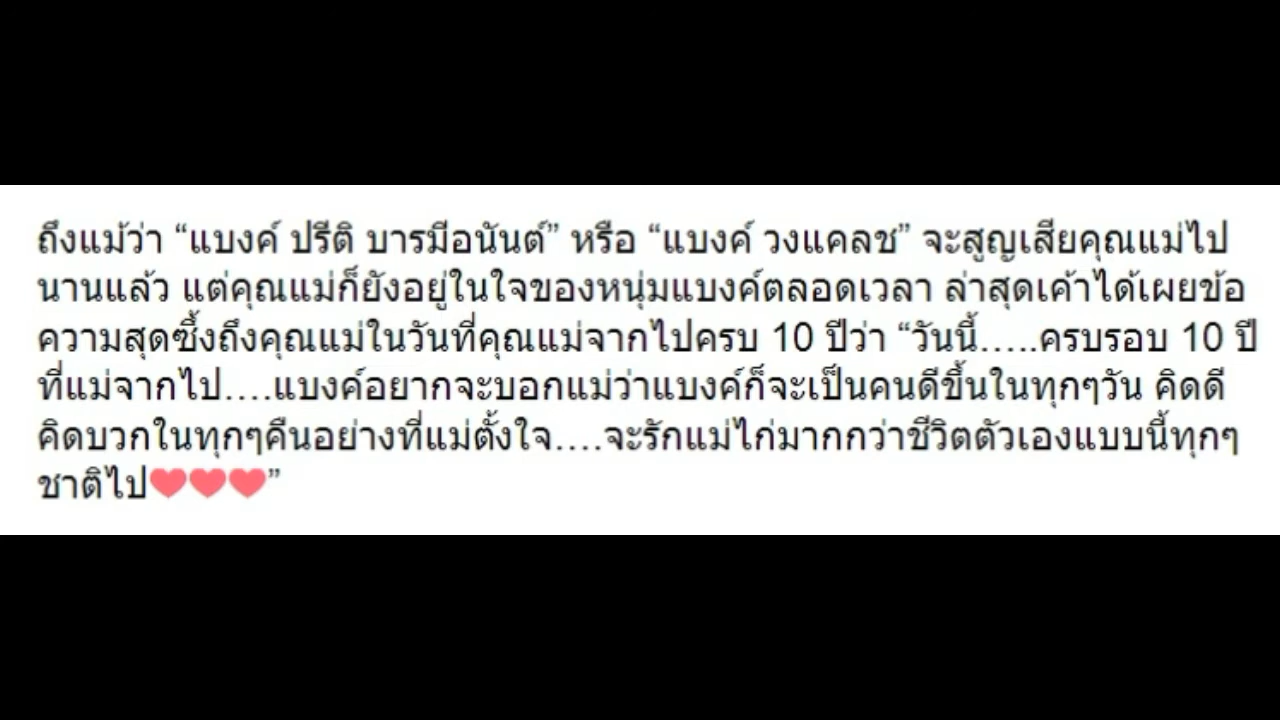 ถึงแม้ว่า “แบงค์ ปรีติ บารมีอนันต์” หรือ “แบงค์ วงแคลช” จะสูญเสียคุณแม่ไป
นานแล้ว แต่คุณแม่ก็ยังอยู่ในใจของหนุ่มแบงค์ตลอดเวลา ล่าสุดเค้าได้เผยข้อ
ความสุดซึ้งถึงคุณแม่ในวันที่คุณแม่จากไปครบ 10 ปีว่า “วันนี้…..ครบรอบ 10 ปี
ที่แม่จากไป….แบงค์อยากจะบอกแม่ว่าแบงค์ก็จะเป็นคนดีขึ้นในทุกๆวัน คิดดี
คิดบวกในทุกๆคืนอย่างที่แม่ตั้งใจ….จะรักแม่ไก่มากกว่าชีวิตตัวเองแบบนี้ทุกๆ
ชาติไป❤❤❤”